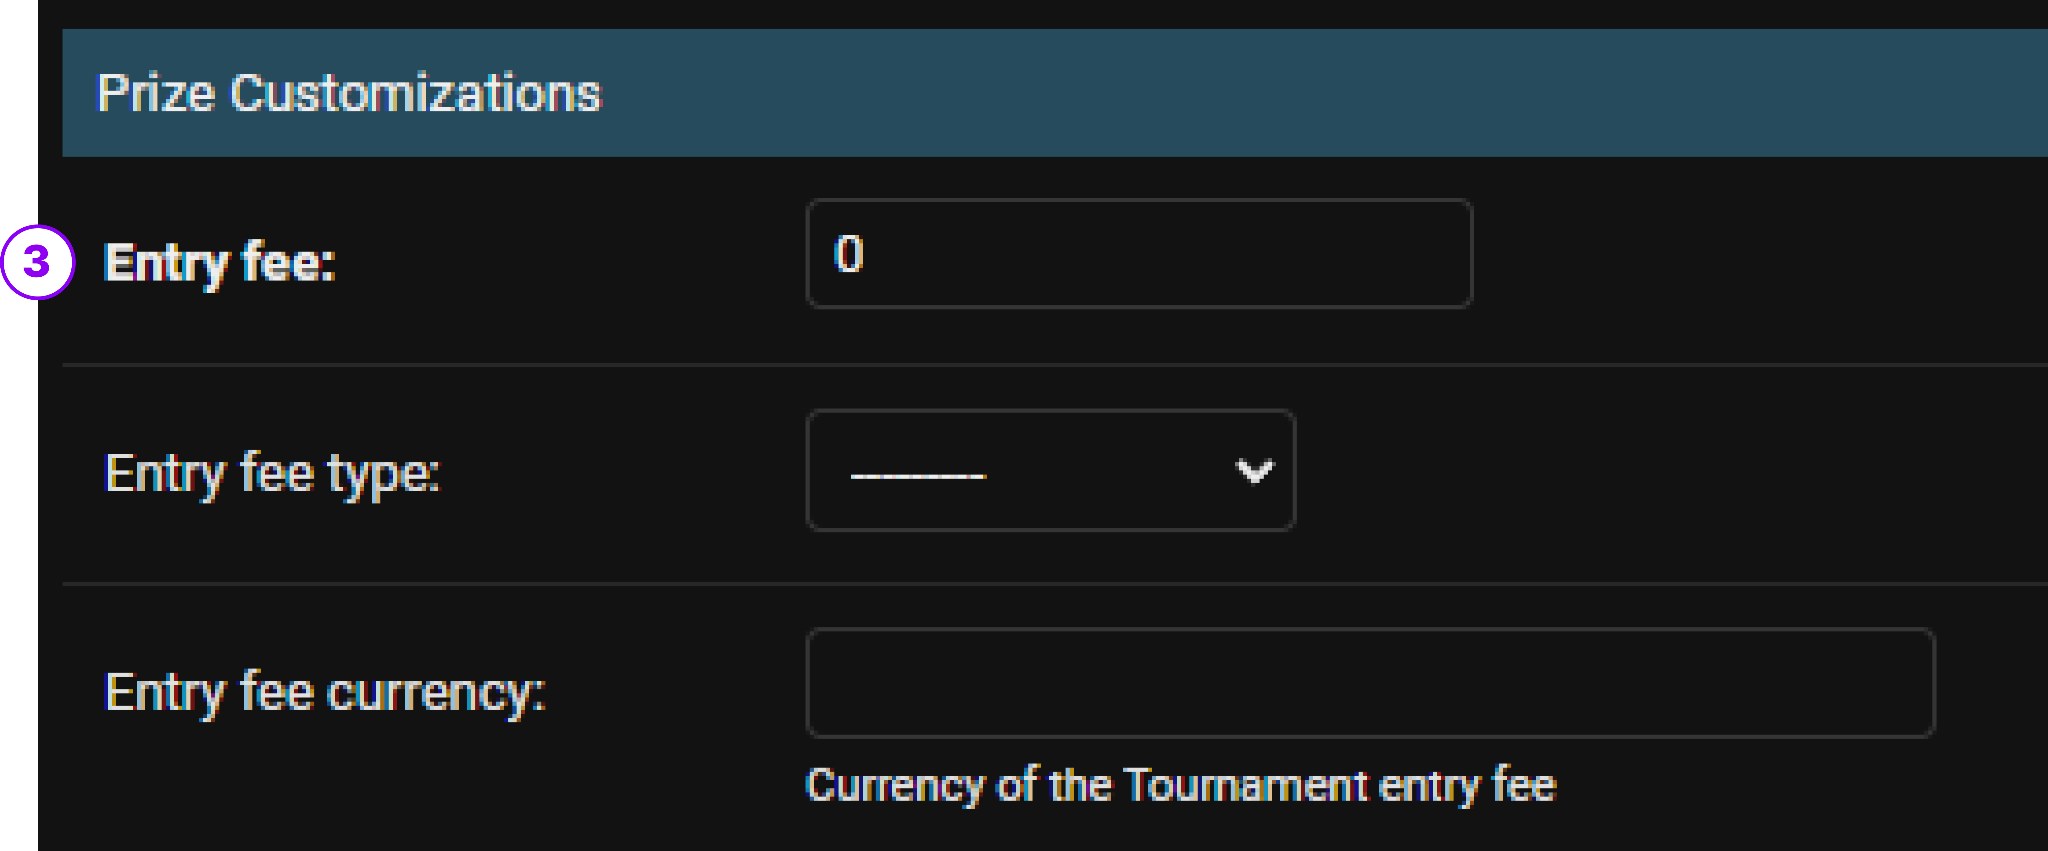 Prize Customizations
3
Entry fee:
0
Entry fee type:
---------
Entry fee currency:
Currency of the Tournament entry fee